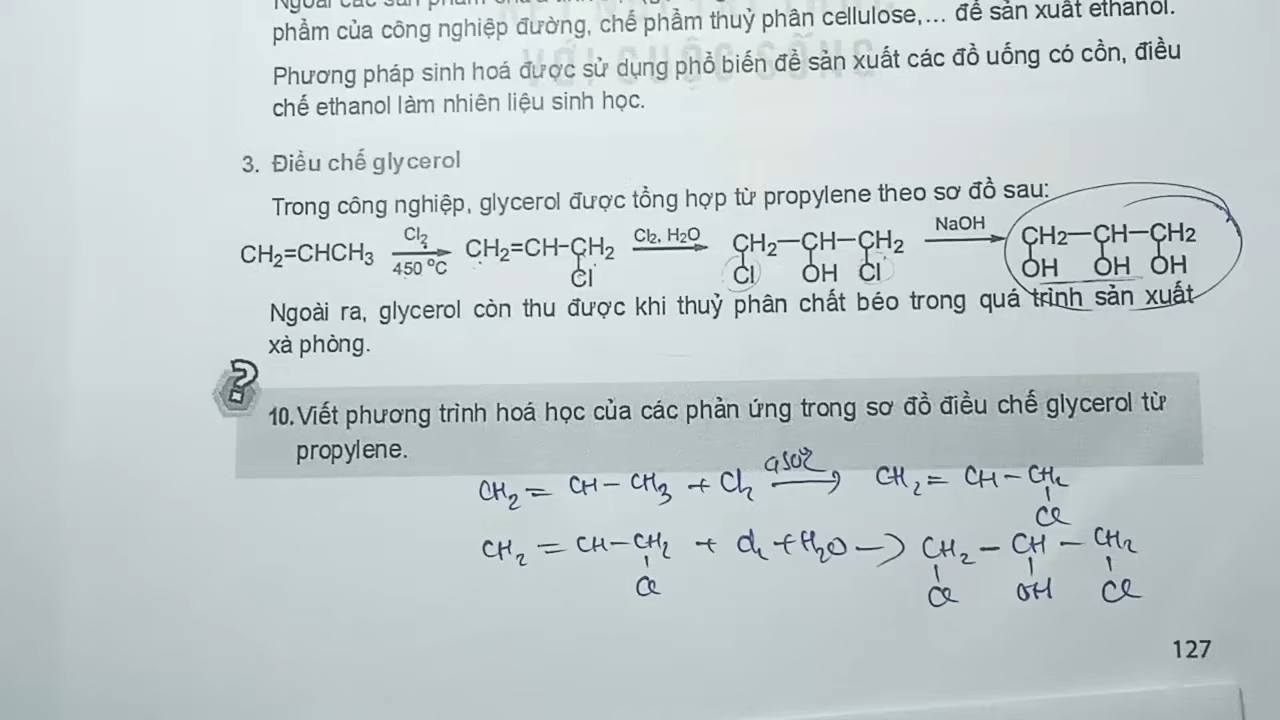 phẩm của công nghiệp đường, chế phẩm thuỷ phân cellulose,... để sản xuất ethanol.
Phương pháp sinh hoá được sử dụng phổ biến để sản xuất các đồ uống có cồn, điều
chế ethanol làm nhiên liệu sinh học.
3. Điều chế glycerol
Trong công nghiệp, glycerol được tổng hợp từ propylene theo sơ đồ sau:
Cl₂ Cl₂, H₂O NaOH
CH₂=CHCH₃ → CH₂=CH-CH₂ → CH₂—CH—CH₂ → CH₂—CH—CH₂
450 °C Cl Cl OH Cl OH OH OH
Ngoài ra, glycerol còn thu được khi thuỷ phân chất béo trong quá trình sản xuất
xà phòng.
?
10. Viết phương trình hoá học của các phản ứng trong sơ đồ điều chế glycerol từ
propylene.
CH₂ = CH – CH₃ + Cl₂ → CH₂ = CH – CH₂
Cl
CH₂ = CH – CH₂ + Cl₂ + H₂O → CH₂ – CH – CH₂
Cl Cl OH Cl
127